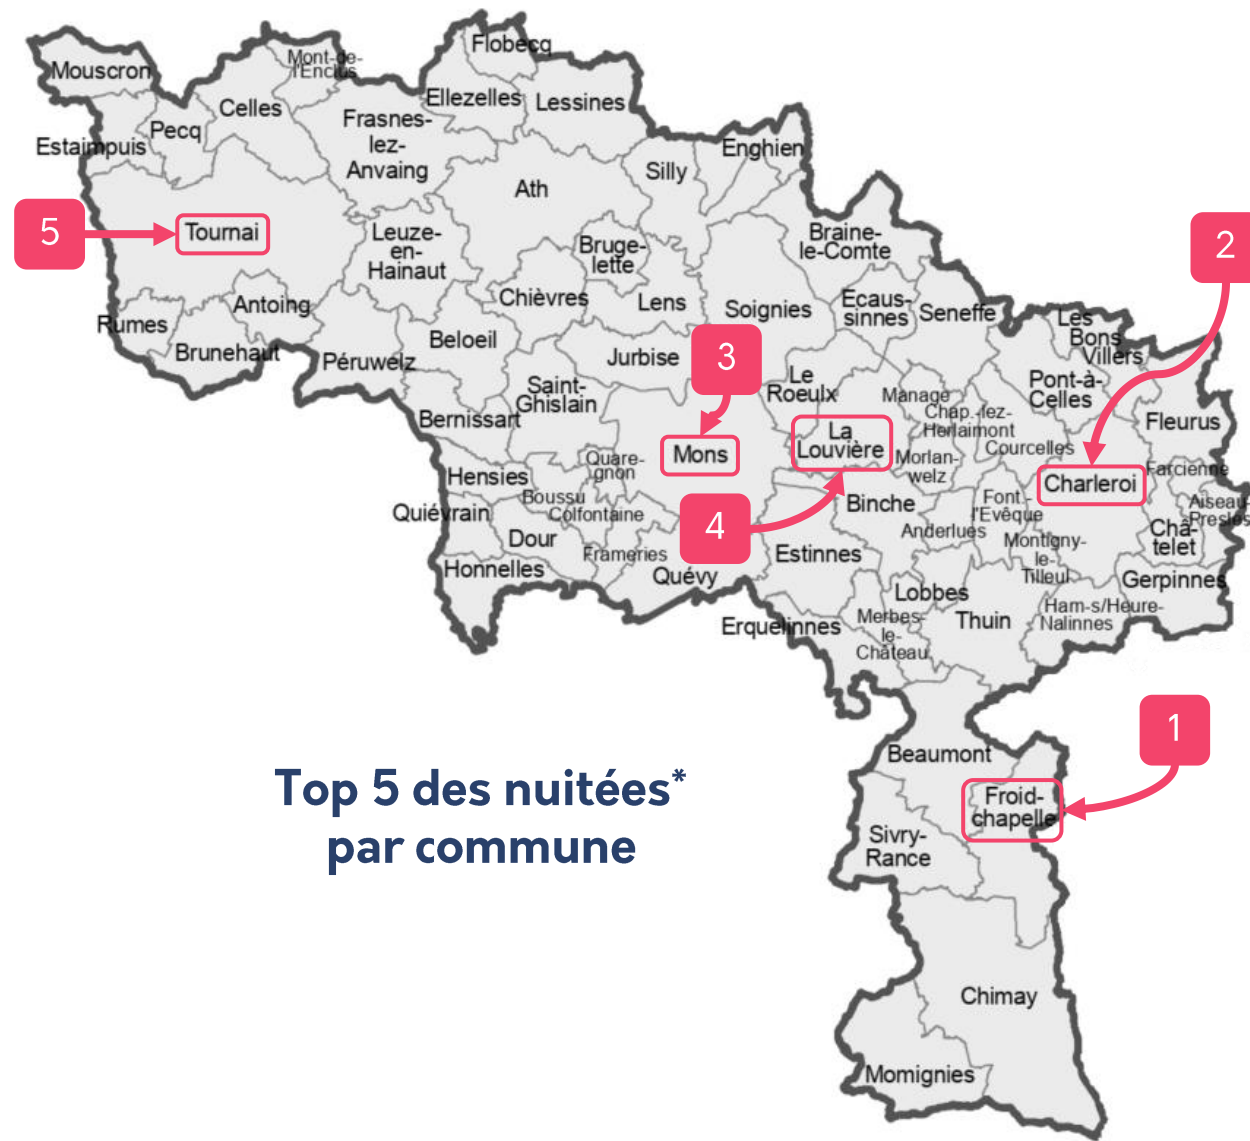 Flobecq
Mont-de-
l'Enclus
Mouscron
Ellezelles
Lessines
Celles
Pecq
Frasnes-
lez-
Anvaing
Estaimpuis
Enghien
Silly
Ath
5
Tournai
Leuze-
en-
Hainaut
Bruge-
lette
Braine-
le-Comte
2
Antoing
Chièvres
Lens
Soignies
Ecaus-
sinnes
Seneffe
Les
Bons
Villers
Rumes
Brunehaut
Péruwelz
Beloeil
Jurbise
3
Le
Roeulx
Manage
Pont-à-
Celles
Saint-
Ghislain
Bernissart
Chap.-lez-
Herlaimont
Fleurus
La
Louvière
Courcelles
Mons
Morlan-
welz
Quare-
gnon
Hensies
Charleroi
Farcienne
Boussu
Colfontaine
Quiévrain
Binche
Font.-
l'Evêque
Aiseau-
Presles
4
Anderlues
Châ-
telet
Dour
Frameries
Estinnes
Montigny-
le-
Tilleul
Honnelles
Quévy
Gerpinnes
Lobbes
Erquelinnes
Merbes-
le-
Château
Thuin
Ham-s/Heure-
Nalinnes
1
Beaumont
Top 5 des nuitées*
par commune
Froid-
chapelle
Sivry-
Rance
Chimay
Momignies